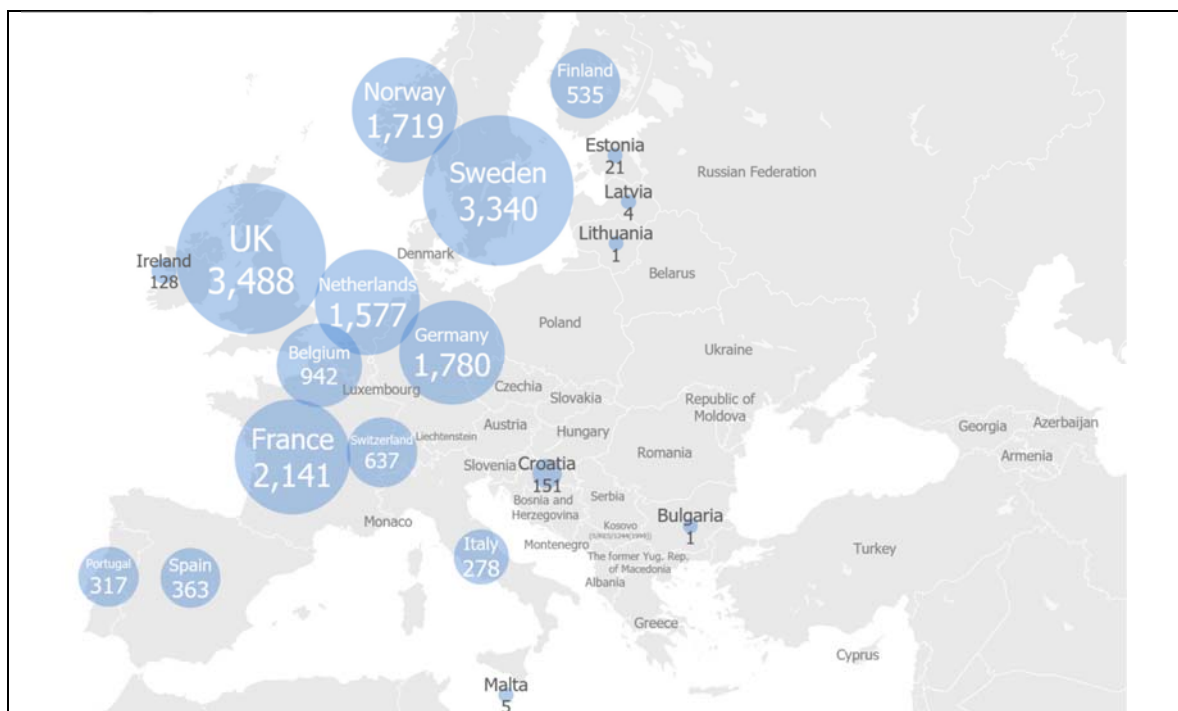 Norway
1,719
Finland
535
Estonia
21
Sweden
3,340
Russian Federation
Latvia
4
Lithuania
1
UK
3,488
Ireland
128
Denmark
Belarus
Netherlands
1,577
Poland
Germany
1,780
Ukraine
Belgium
942
Luxembourg
Czechia
Slovakia
Republic of
Moldova
France
2,141
Switzerland
637
Liechtenstein
Austria
Hungary
Georgia
Azerbaijan
Armenia
Romania
Slovenia
Croatia
151
Bosnia and
Herzegovina
Serbia
Monaco
Kosovo
Bulgaria
1
Italy
278
Montenegro
The former Yug. Rep.
of Macedonia
Albania
Turkey
Portugal
317
Spain
363
Greece
Cyprus
Malta
5